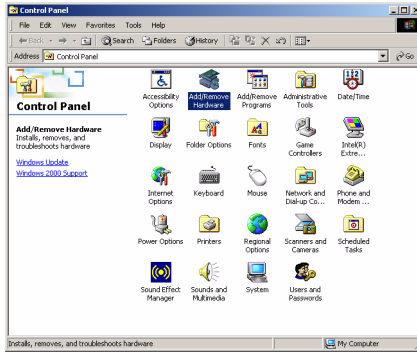 Control Panel
File Edit View Favorites Tools Help
Back Search Folders History
Address Control Panel Go
Control Panel
Add/Remove Hardware
Installs, removes, and
troubleshoots hardware
Windows Update
Windows 2000 Support
Accessibility
Options
Add/Remove
Hardware
Add/Remove
Programs
Administrative
Tools
Date/Time
Display
Folder Options
Fonts
Game
Controllers
Intel(R)
Extre...
Internet
Options
Keyboard
Mouse
Network and
Dial-up Co...
Phone and
Modem ...
Power Options
Printers
Regional
Options
Scanners and
Cameras
Scheduled
Tasks
Sound Effect
Manager
Sounds and
Multimedia
System
Users and
Passwords
Installs, removes, and troubleshoots hardware My Computer